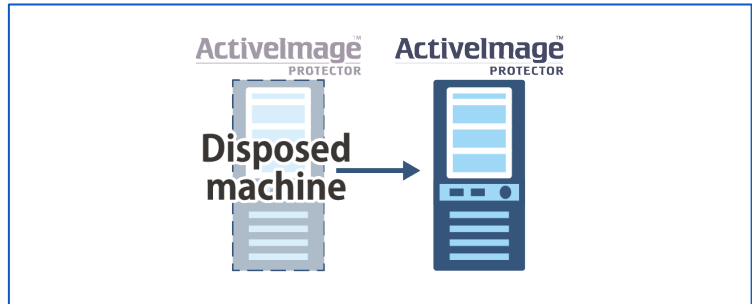 ActiveImage™
PROTECTOR
ActiveImage™
PROTECTOR
Disposed
machine